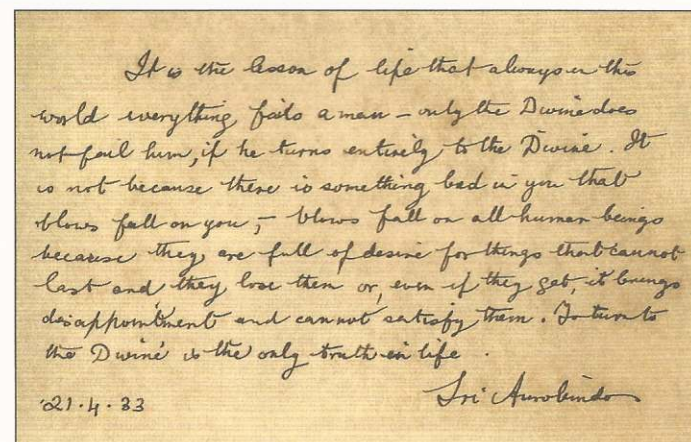 It is the lesson of life that always in this
world everything fails a man – only the Divine does
not fail him, if he turns entirely to the Divine. It
is not because there is something bad in you that
blows fall on you, – blows fall on all human beings
because they are full of desire for things that cannot
last and they lose them or, even if they get, it brings
disappointment and cannot satisfy them. To turn to
the Divine is the only truth in life.
21.4.33
Sri Aurobindo